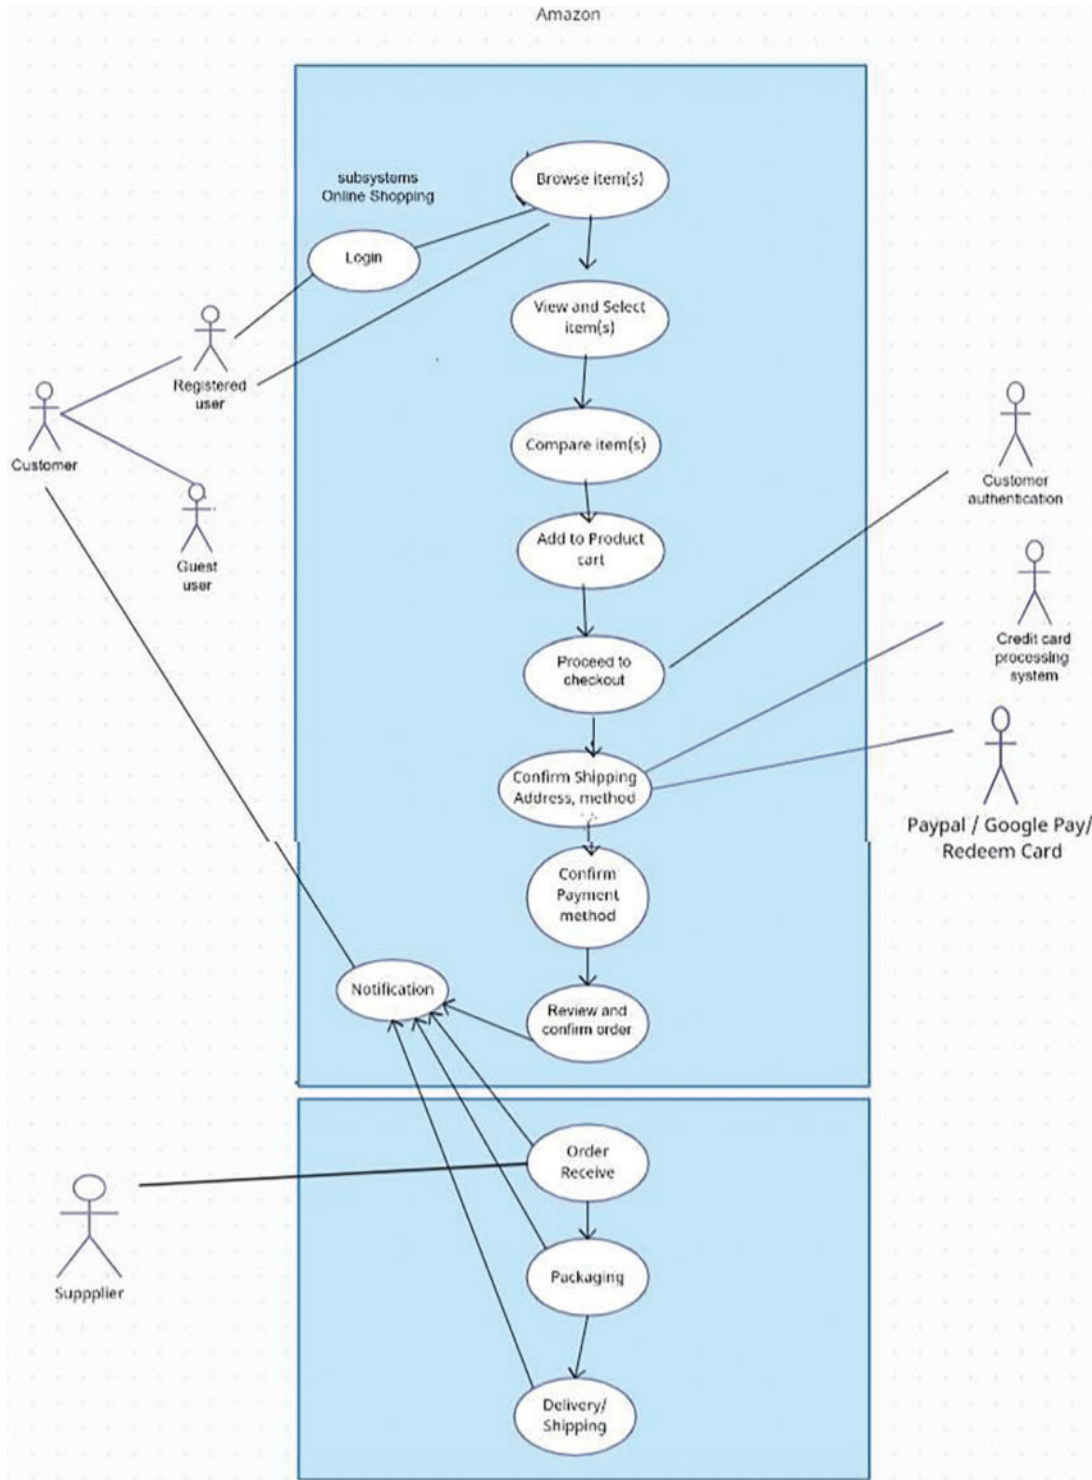 Amazon
Browse item(s)
subsystems
Online Shopping
Login
View and Select
item(s)
Registered
user
Customer
Compare item(s)
Customer
authentication
Add to Product
cart
Guest
user
Proceed to
checkout
Credit card
processing
system
Confirm Shipping
Address, method
Paypal / Google Pay/
Redeem Card
Confirm
Payment
method
Notification
Review and
confirm order
Order
Receive
Suppplier
Packaging
Delivery/
Shipping